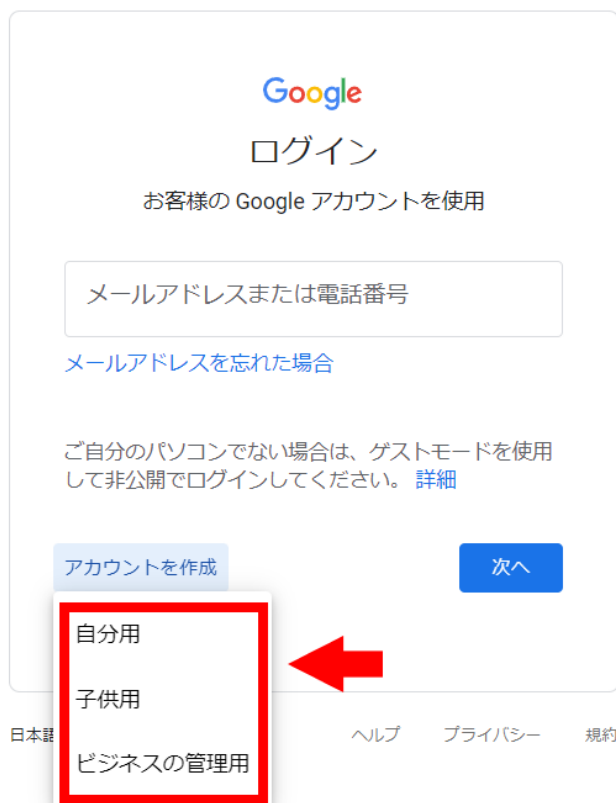 Google
ログイン
お客様の Google アカウントを使用
メールアドレスまたは電話番号
メールアドレスを忘れた場合
ご自分のパソコンでない場合は、ゲストモードを使用
して非公開でログインしてください。 詳細
アカウントを作成
次へ
自分用
子供用
ビジネスの管理用
日本語
ヘルプ
プライバシー
規約